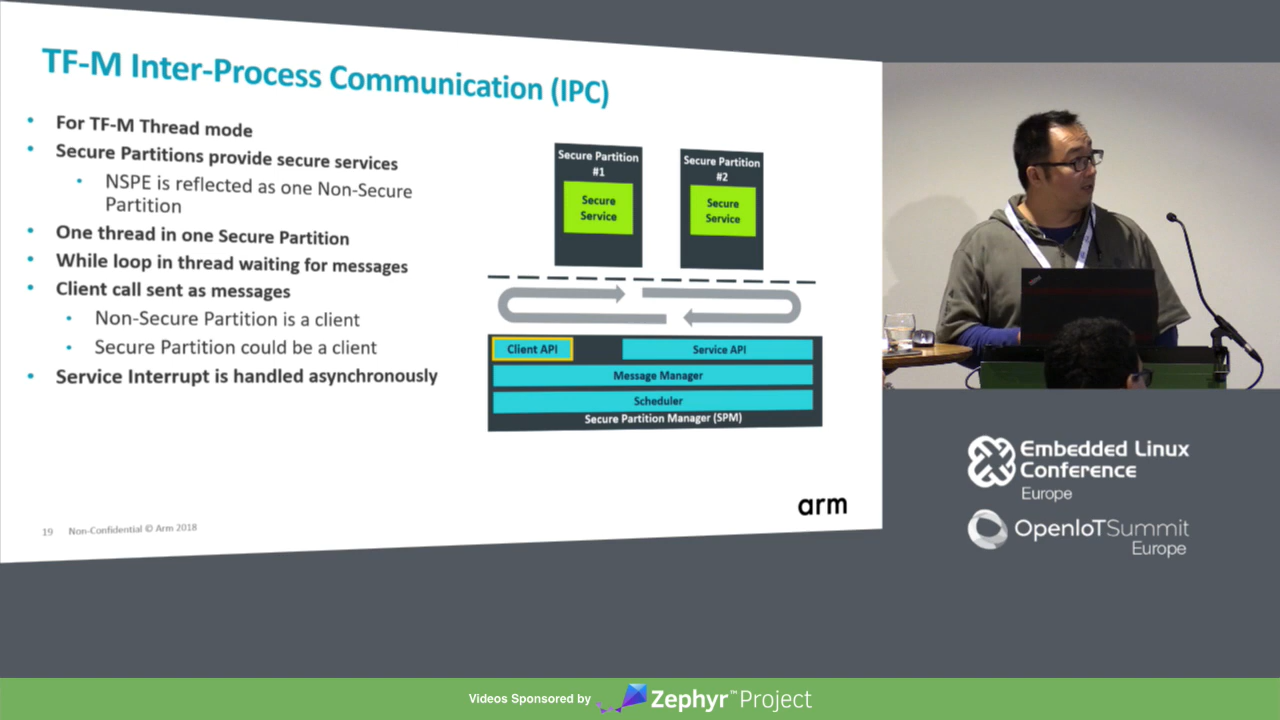 TF-M Inter-Process Communication (IPC)
• For TF-M Thread mode
• Secure Partitions provide secure services
• NSPE is reflected as one Non-Secure
Partition
• One thread in one Secure Partition
• While loop in thread waiting for messages
• Client call sent as messages
• Non-Secure Partition is a client
• Secure Partition could be a client
• Service Interrupt is handled asynchronously
Secure Partition
#1
Secure
Service
Secure Partition
#2
Secure
Service
Client API
Service API
Message Manager
Scheduler
Secure Partition Manager (SPM)
19 Non-Confidential © Arm 2018
arm
Embedded Linux
Conference
Europe
OpenIoTSummit
Europe
Videos Sponsored by Zephyr™Project